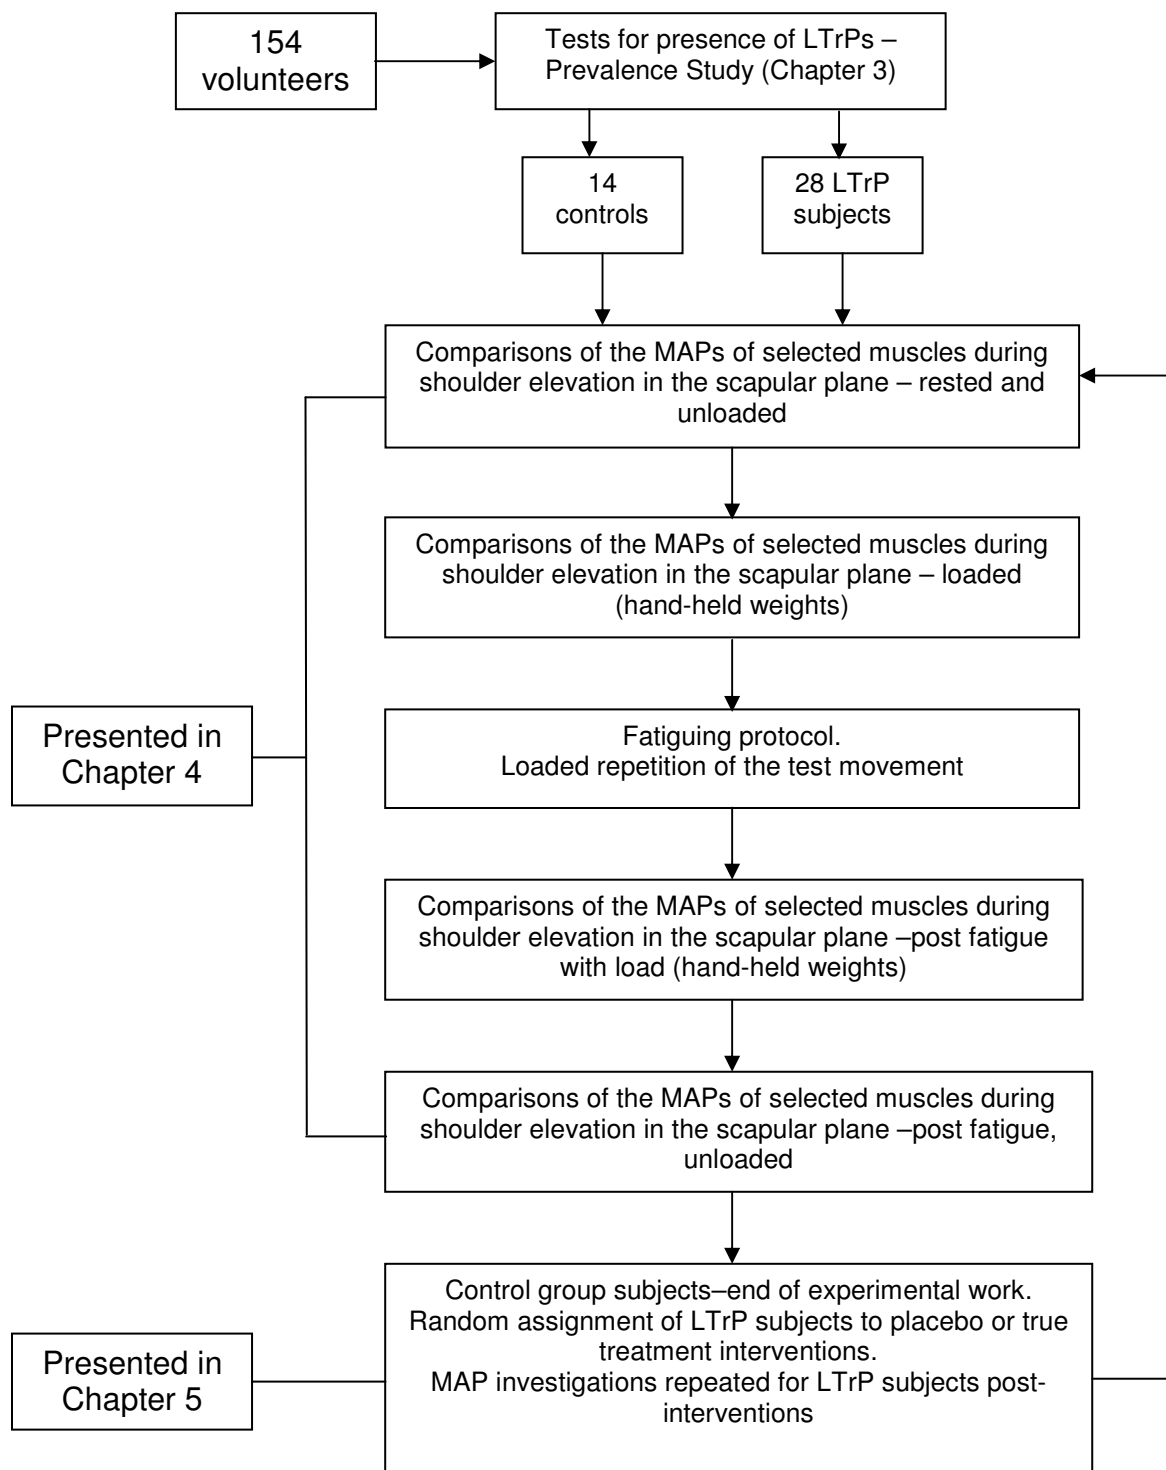 154
volunteers
Tests for presence of LTrPs –
Prevalence Study (Chapter 3)
14
controls
28 LTrP
subjects
Comparisons of the MAPs of selected muscles during
shoulder elevation in the scapular plane – rested and
unloaded
Comparisons of the MAPs of selected muscles during
shoulder elevation in the scapular plane – loaded
(hand-held weights)
Presented in
Chapter 4
Fatiguing protocol.
Loaded repetition of the test movement
Comparisons of the MAPs of selected muscles during
shoulder elevation in the scapular plane –post fatigue
with load (hand-held weights)
Comparisons of the MAPs of selected muscles during
shoulder elevation in the scapular plane –post fatigue,
unloaded
Presented in
Chapter 5
Control group subjects–end of experimental work.
Random assignment of LTrP subjects to placebo or true
treatment interventions.
MAP investigations repeated for LTrP subjects post-
interventions